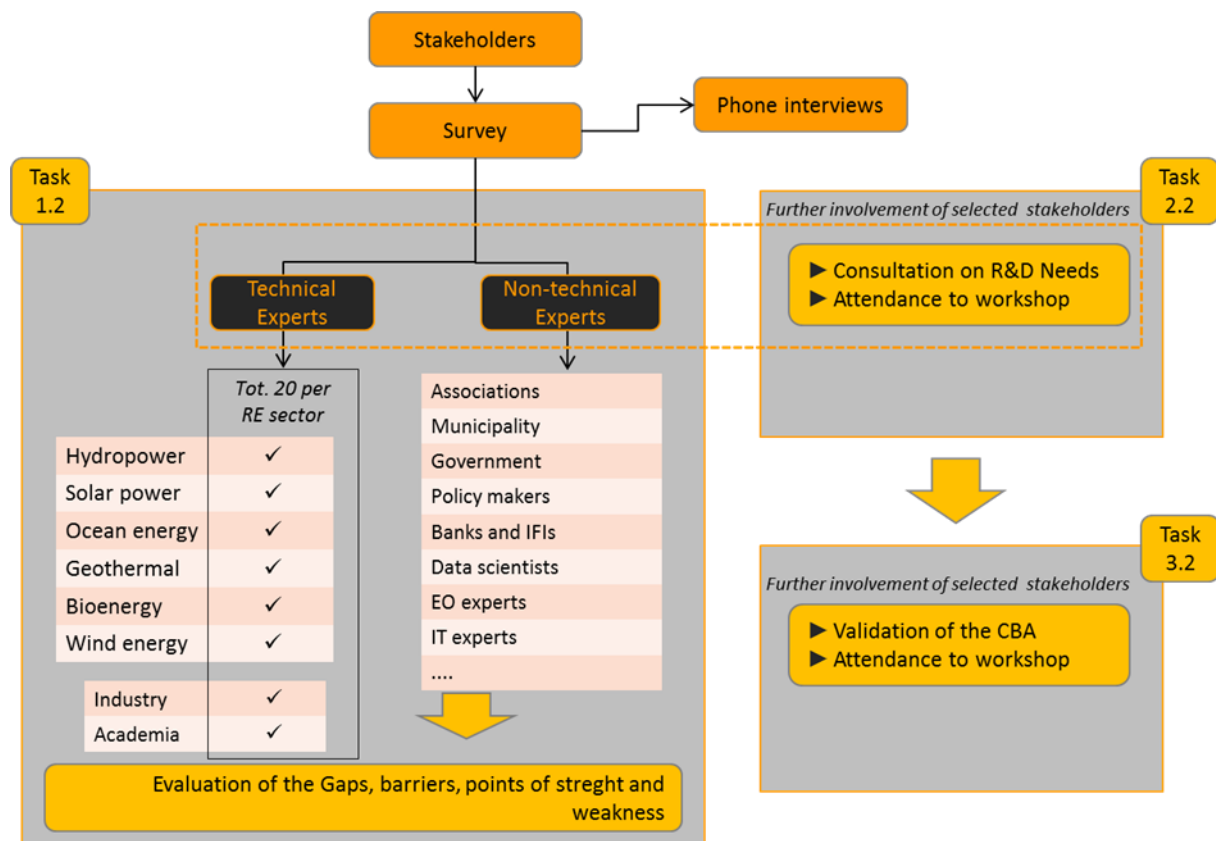 Stakeholders
Survey
Phone interviews
Task
1.2
Technical
Experts
Non-technical
Experts
Tot. 20 per
RE sector
Hydropower ✓
Solar power ✓
Ocean energy ✓
Geothermal ✓
Bioenergy ✓
Wind energy ✓
Industry ✓
Academia ✓
Associations
Municipality
Government
Policy makers
Banks and IFIs
Data scientists
EO experts
IT experts
....
Evaluation of the Gaps, barriers, points of streght and
weakness
Task
2.2
Further involvement of selected stakeholders
► Consultation on R&D Needs
► Attendance to workshop
Task
3.2
Further involvement of selected stakeholders
► Validation of the CBA
► Attendance to workshop